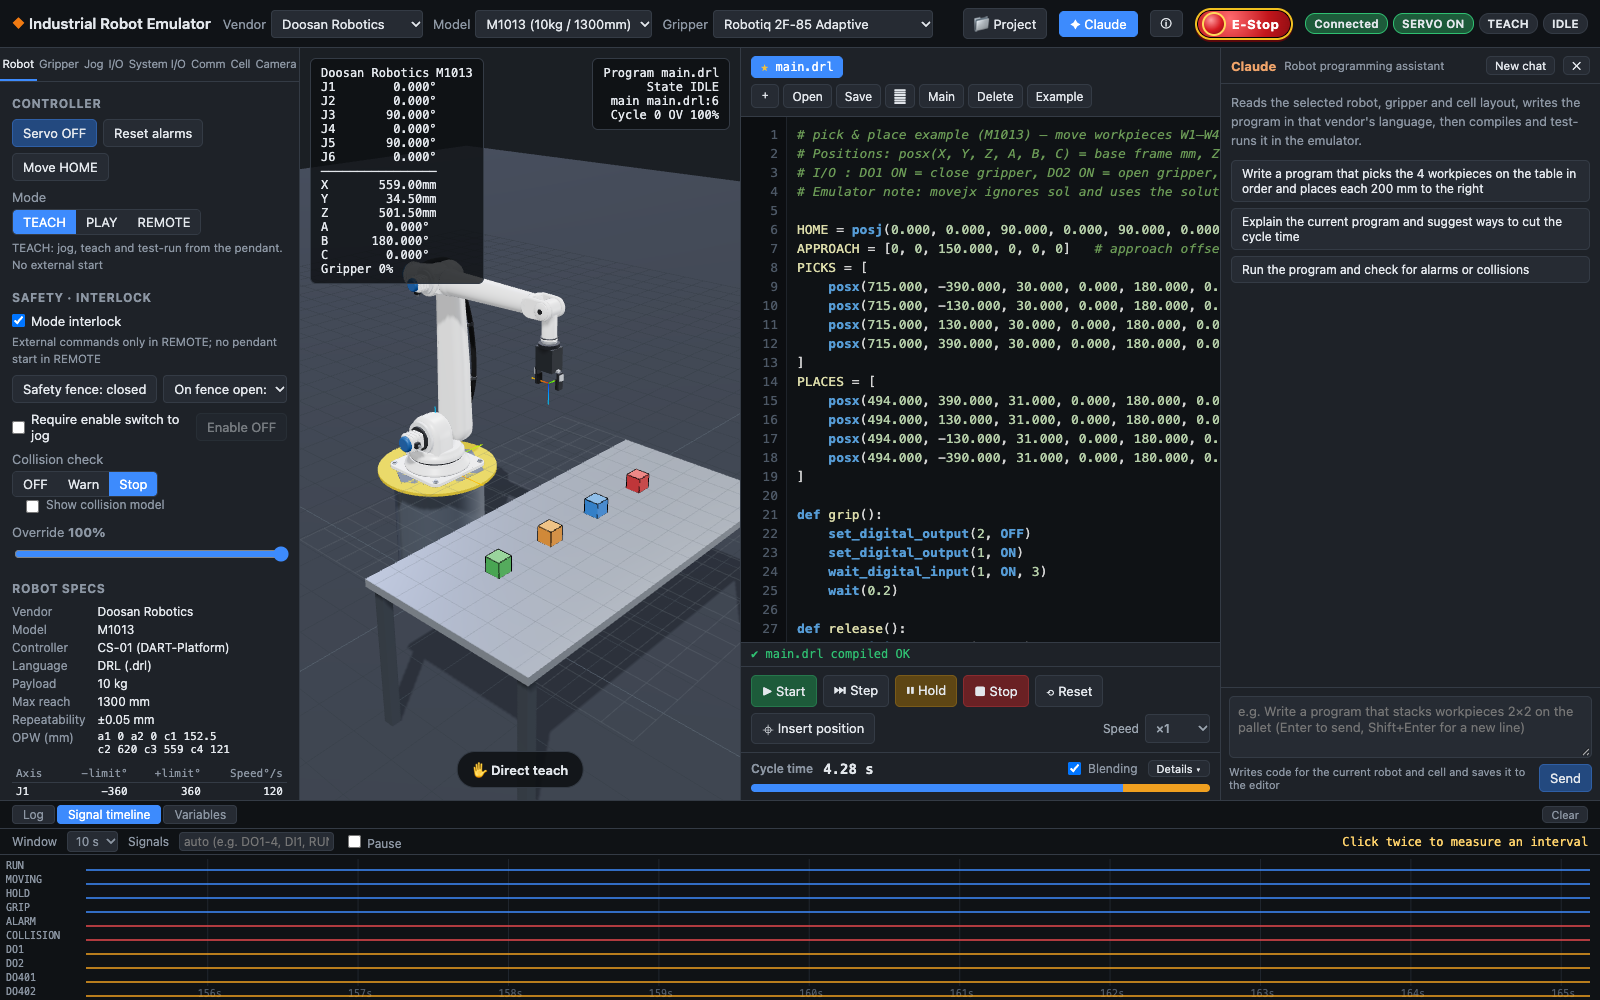 Industrial Robot Emulator
Vendor
Doosan Robotics
Model
M1013 (10kg / 1300mm)
Gripper
Robotiq 2F-85 Adaptive
Project
Claude
E-Stop
Connected
SERVO ON
TEACH
IDLE
Robot
Gripper
Jog
I/O
System I/O
Comm
Cell
Camera
CONTROLLER
Servo OFF
Reset alarms
Move HOME
Mode
TEACH
PLAY
REMOTE
TEACH: jog, teach and test-run from the pendant.
No external start
SAFETY · INTERLOCK
Mode interlock
External commands only in REMOTE; no pendant
start in REMOTE
Safety fence: closed
On fence open:
Require enable switch to
jog
Enable OFF
Collision check
OFF
Warn
Stop
Show collision model
Override 100%
ROBOT SPECS
Vendor Doosan Robotics
Model M1013
Controller CS-01 (DART-Platform)
Language DRL (.drl)
Payload 10 kg
Max reach 1300 mm
Repeatability ±0.05 mm
OPW (mm) a1 0 a2 0 c1 152.5
c2 620 c3 559 c4 121
Axis −limit° +limit° Speed°/s
J1 −360 360 120
Doosan Robotics M1013
J1 0.000°
J2 0.000°
J3 90.000°
J4 0.000°
J5 90.000°
J6 0.000°
X 559.00mm
Y 34.50mm
Z 501.50mm
A 0.000°
B 180.000°
C 0.000°
Gripper 0%
Program main.drl
State IDLE
main main.drl:6
Cycle 0 OV 100%
Direct teach
★ main.drl
+
Open
Save
Main
Delete
Example
1 # pick & place example (M1013) — move workpieces W1–W4
2 # Positions: posx(X, Y, Z, A, B, C) = base frame mm, Z
3 # I/O : DO1 ON = close gripper, DO2 ON = open gripper,
4 # Emulator note: movejx ignores sol and uses the solut
5
6 HOME = posj(0.000, 0.000, 90.000, 0.000, 90.000, 0.000
7 APPROACH = [0, 0, 150.000, 0, 0, 0] # approach offse
8 PICKS = [
9 posx(715.000, −390.000, 30.000, 0.000, 180.000, 0.
10 posx(715.000, −130.000, 30.000, 0.000, 180.000, 0.
11 posx(715.000, 130.000, 30.000, 0.000, 180.000, 0.0
12 posx(715.000, 390.000, 30.000, 0.000, 180.000, 0.0
13 ]
14 PLACES = [
15 posx(494.000, 390.000, 31.000, 0.000, 180.000, 0.0
16 posx(494.000, 130.000, 31.000, 0.000, 180.000, 0.0
17 posx(494.000, −130.000, 31.000, 0.000, 180.000, 0.
18 posx(494.000, −390.000, 31.000, 0.000, 180.000, 0.
19 ]
20
21 def grip():
22 set_digital_output(2, OFF)
23 set_digital_output(1, ON)
24 wait_digital_input(1, ON, 3)
25 wait(0.2)
26
27 def release():
✔ main.drl compiled OK
Start
Step
Hold
Stop
Reset
Insert position
Speed
×1
Cycle time 4.28 s
Blending
Details
Claude
Robot programming assistant
New chat
✕
Reads the selected robot, gripper and cell layout, writes the
program in that vendor's language, then compiles and test-
runs it in the emulator.
Write a program that picks the 4 workpieces on the table in
order and places each 200 mm to the right
Explain the current program and suggest ways to cut the
cycle time
Run the program and check for alarms or collisions
e.g. Write a program that stacks workpieces 2×2 on the
pallet (Enter to send, Shift+Enter for a new line)
Writes code for the current robot and cell and saves it to
the editor
Send
Log
Signal timeline
Variables
Clear
Window
10 s
Signals
auto (e.g. DO1-4, DI1, RUN
Pause
Click twice to measure an interval
RUN
MOVING
HOLD
GRIP
ALARM
COLLISION
DO1
DO2
DO401
DO402
156s 157s 158s 159s 160s 161s 162s 163s 164s 165s